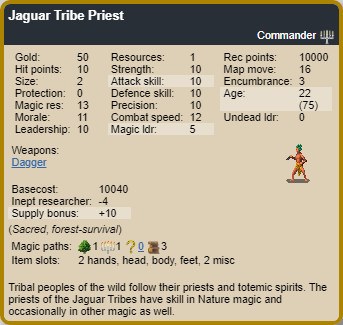 Jaguar Tribe Priest
Commander
Gold: 50 Resources: 1 Rec points: 10000
Hit points: 10 Strength: 10 Map move: 16
Size: 2 Attack skill: 10 Encumbrance: 3
Protection: 0 Defence skill: 10 Age: 22
Magic res: 13 Precision: 10 (75)
Morale: 11 Combat speed: 12 Undead ldr: 0
Leadership: 10 Magic ldr: 5
Weapons:
Dagger
Basecost: 10040
Inept researcher: -4
Supply bonus: +10
(Sacred, forest-survival)
Magic paths: 1 1 ? 0 3
Item slots: 2 hands, head, body, feet, 2 misc
Tribal peoples of the wild follow their priests and totemic spirits. The
priests of the Jaguar Tribes have skill in Nature magic and
occasionally in other magic as well.